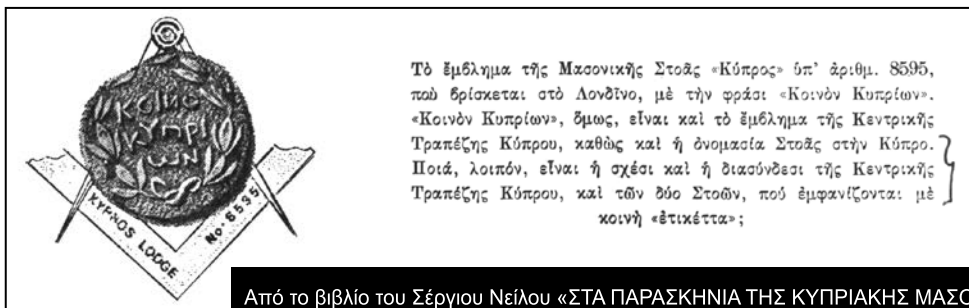 ΚΟΙΝΟ
ΚΥΠΡΙ
ΩΝ
KYPROS LODGE No. 8595
Τὸ ἔμβλημα τῆς Μασονικῆς Στοᾶς «Κύπρος» ὑπ' ἀριθμ. 8595,
ποὺ βρίσκεται στὸ Λονδῖνο, μὲ τὴν φράσι «Κοινὸν Κυπρίων».
«Κοινὸν Κυπρίων», ὅμως, εἶναι καὶ τὸ ἔμβλημα τῆς Κεντρικῆς
Τραπέζης Κύπρου, καθὼς καὶ ἡ ὀνομασία Στοᾶς στὴν Κύπρο.
Ποιά, λοιπόν, εἶναι ἡ σχέσι καὶ ἡ διασύνδεσι τῆς Κεντρικῆς
Τραπέζης Κύπρου, καὶ τῶν δύο Στοῶν, ποὺ ἐμφανίζονται μὲ
κοινὴ «ἐτικέττα»;
Από το βιβλίο του Σέργιου Νείλου «ΣΤΑ ΠΑΡΑΣΚΗΝΙΑ ΤΗΣ ΚΥΠΡΙΑΚΗΣ ΜΑΣΟ